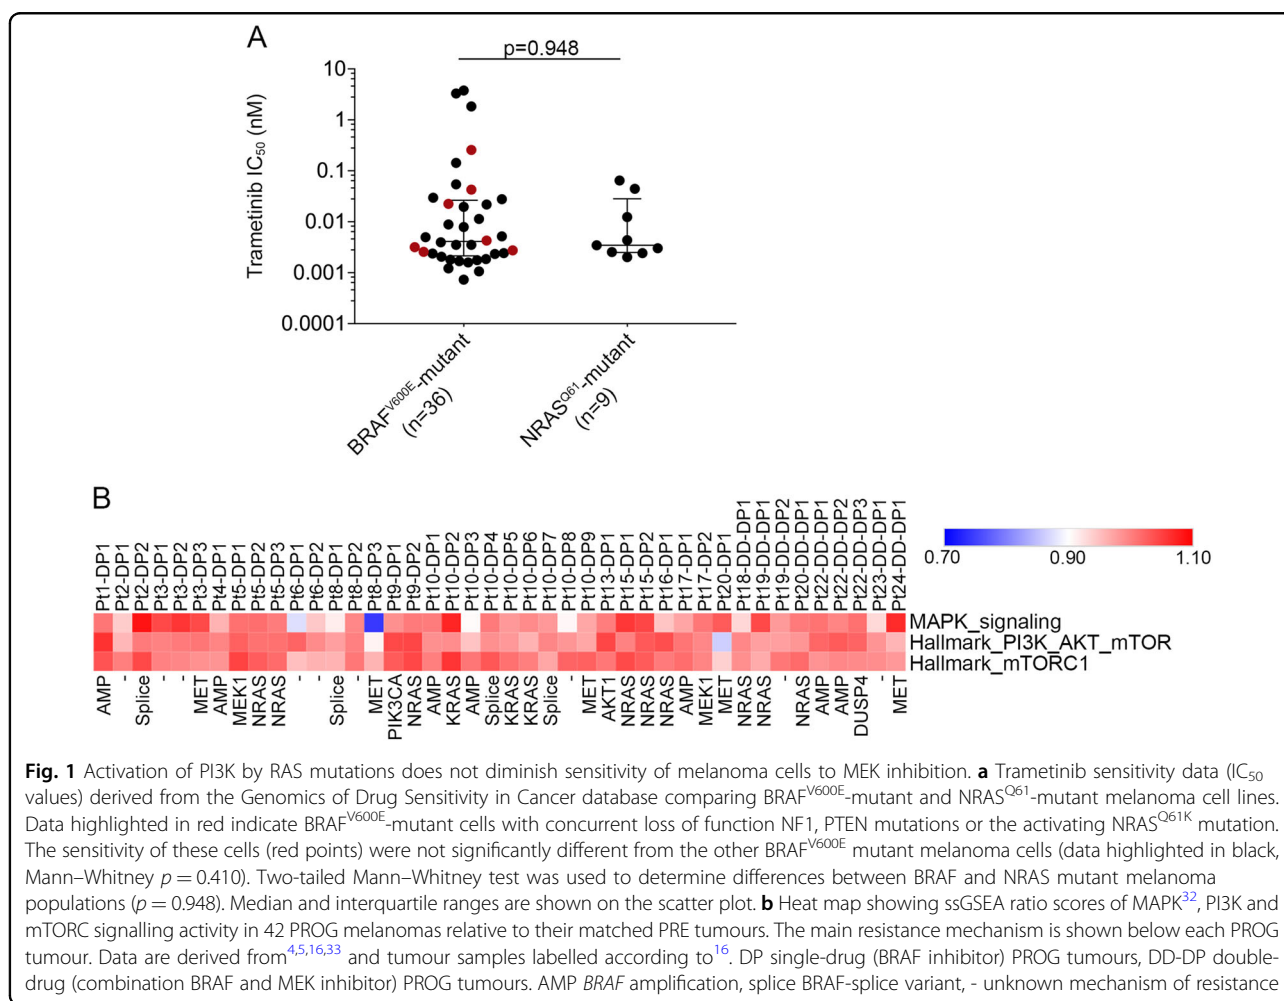 A
p=0.948
Trametinib IC50 (nM)
10
1
0.1
0.01
0.001
0.0001
BRAFV600E-mutant
(n=36)
NRASQ61-mutant
(n=9)
B
Pt1-DP1
Pt2-DP1
Pt2-DP2
Pt3-DP1
Pt3-DP2
Pt3-DP3
Pt4-DP1
Pt5-DP1
Pt5-DP2
Pt5-DP3
Pt6-DP1
Pt6-DP2
Pt8-DP1
Pt8-DP2
Pt8-DP3
Pt9-DP1
Pt9-DP2
Pt10-DP1
Pt10-DP2
Pt10-DP3
Pt10-DP4
Pt10-DP5
Pt10-DP6
Pt10-DP7
Pt10-DP8
Pt10-DP9
Pt13-DP1
Pt15-DP1
Pt15-DP2
Pt16-DP1
Pt17-DP1
Pt17-DP2
Pt20-DP1
Pt18-DD-DP1
Pt19-DD-DP1
Pt19-DD-DP2
Pt20-DD-DP1
Pt22-DD-DP1
Pt22-DD-DP2
Pt22-DD-DP3
Pt23-DD-DP1
Pt24-DD-DP1
0.70 0.90 1.10
MAPK_signaling
Hallmark_PI3K_AKT_mTOR
Hallmark_mTORC1
AMP
-
Splice
-
-
MET
AMP
MEK1
NRAS
NRAS
-
-
Splice
-
MET
PIK3CA
NRAS
AMP
KRAS
AMP
Splice
KRAS
KRAS
Splice
-
MET
AKT1
NRAS
NRAS
NRAS
AMP
MEK1
MET
NRAS
NRAS
-
NRAS
AMP
AMP
DUSP4
-
MET
Fig. 1 Activation of PI3K by RAS mutations does not diminish sensitivity of melanoma cells to MEK inhibition. a Trametinib sensitivity data (IC50
values) derived from the Genomics of Drug Sensitivity in Cancer database comparing BRAFV600E-mutant and NRASQ61-mutant melanoma cell lines.
Data highlighted in red indicate BRAFV600E-mutant cells with concurrent loss of function NF1, PTEN mutations or the activating NRASQ61K mutation.
The sensitivity of these cells (red points) were not significantly different from the other BRAFV600E mutant melanoma cells (data highlighted in black,
Mann–Whitney p = 0.410). Two-tailed Mann–Whitney test was used to determine differences between BRAF and NRAS mutant melanoma
populations (p = 0.948). Median and interquartile ranges are shown on the scatter plot. b Heat map showing ssGSEA ratio scores of MAPK32, PI3K and
mTORC signalling activity in 42 PROG melanomas relative to their matched PRE tumours. The main resistance mechanism is shown below each PROG
tumour. Data are derived from4,5,16,33 and tumour samples labelled according to16. DP single-drug (BRAF inhibitor) PROG tumours, DD-DP double-
drug (combination BRAF and MEK inhibitor) PROG tumours. AMP BRAF amplification, splice BRAF-splice variant, - unknown mechanism of resistance